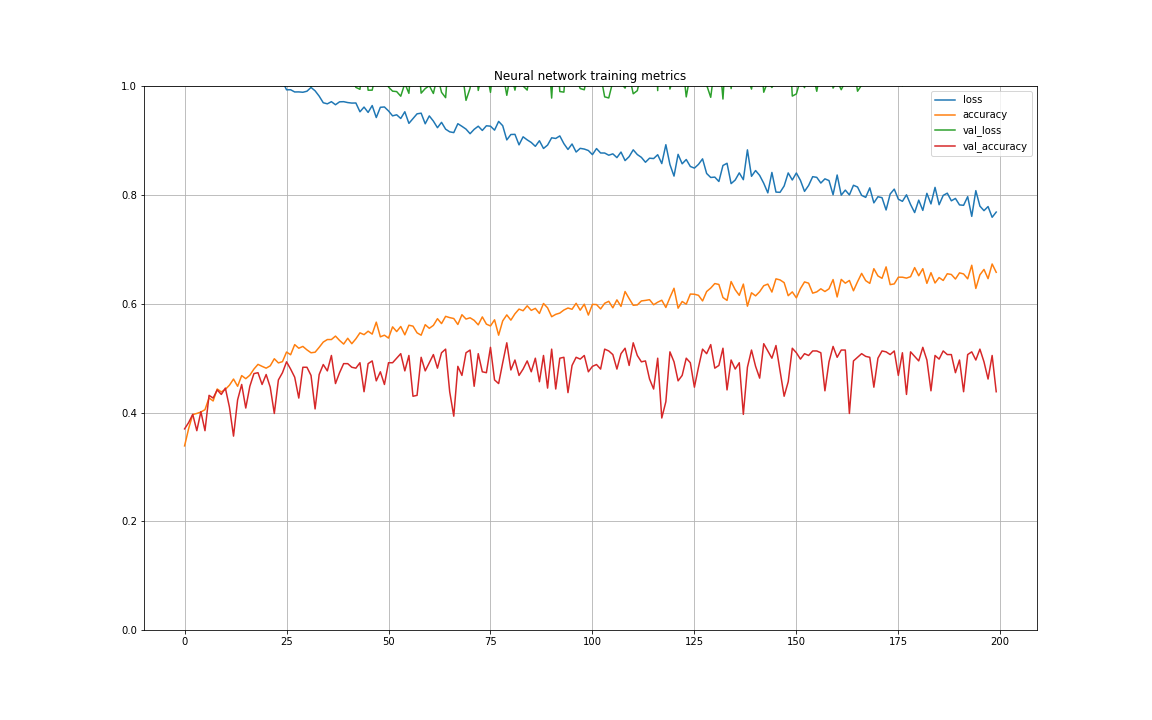 Neural network training metrics
1.0
0.8
0.6
0.4
0.2
0.0
0 25 50 75 100 125 150 175 200
loss
accuracy
val_loss
val_accuracy